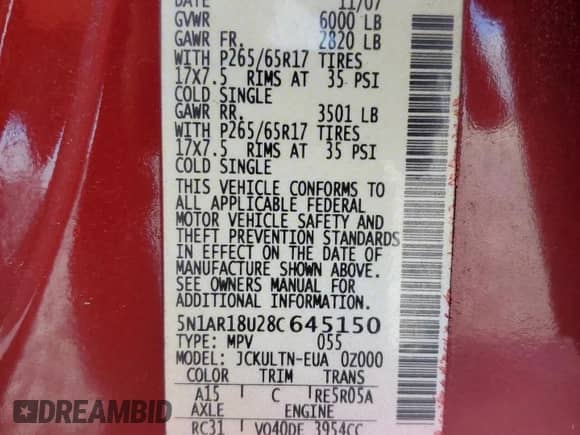 DATE 11/07
GVWR 6000 LB
GAWR FR. 2820 LB
WITH P265/65R17 TIRES
17X7.5 RIMS AT 35 PSI
COLD SINGLE
GAWR RR. 3501 LB
WITH P265/65R17 TIRES
17X7.5 RIMS AT 35 PSI
COLD SINGLE
THIS VEHICLE CONFORMS TO
ALL APPLICABLE FEDERAL
MOTOR VEHICLE SAFETY AND
THEFT PREVENTION STANDARDS
IN EFFECT ON THE DATE OF
MANUFACTURE SHOWN ABOVE.
SEE OWNERS MANUAL FOR
ADDITIONAL INFORMATION.
5N1AR18U28C645150
TYPE: MPV 055
MODEL: JCKULTN-EUA 0Z000
COLOR TRIM TRANS
A15 C RE5R05A
AXLE ENGINE
RC31 VQ40DE 3954CC
DREAMBID